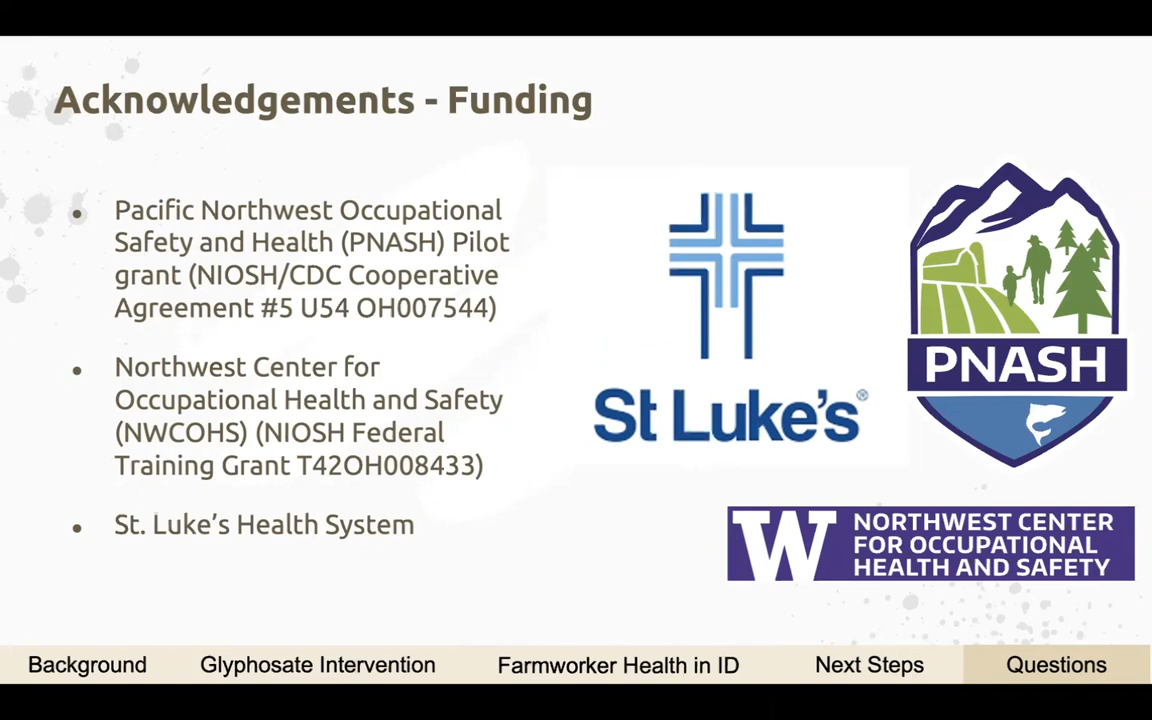 Acknowledgements - Funding
• Pacific Northwest Occupational
Safety and Health (PNASH) Pilot
grant (NIOSH/CDC Cooperative
Agreement #5 U54 OH007544)
• Northwest Center for
Occupational Health and Safety
(NWCOHS) (NIOSH Federal
Training Grant T42OH008433)
• St. Luke's Health System
St Luke's®
PNASH
W
NORTHWEST CENTER
FOR OCCUPATIONAL
HEALTH AND SAFETY
Background Glyphosate Intervention Farmworker Health in ID Next Steps Questions